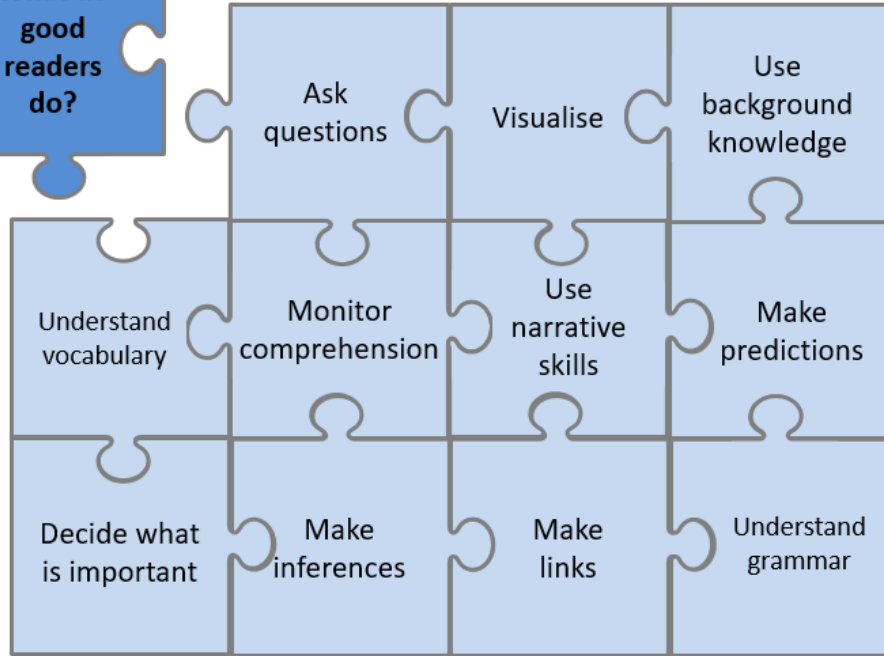 good
readers
do?
Ask
questions
Visualise
Use
background
knowledge
Understand
vocabulary
Monitor
comprehension
Use
narrative
skills
Make
predictions
Decide what
is important
Make
inferences
Make
links
Understand
grammar